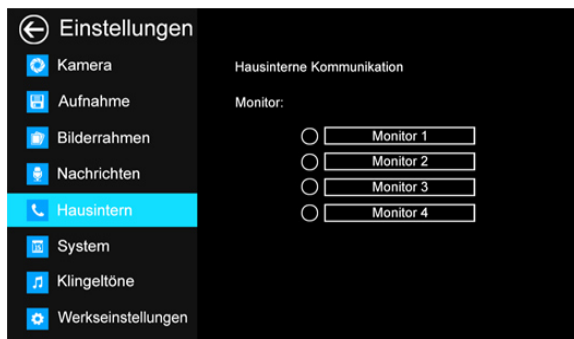 Einstellungen
Kamera
Aufnahme
Bilderrahmen
Nachrichten
Hausintern
System
Klingeltöne
Werkseinstellungen
Hausinterne Kommunikation
Monitor:
Monitor 1
Monitor 2
Monitor 3
Monitor 4